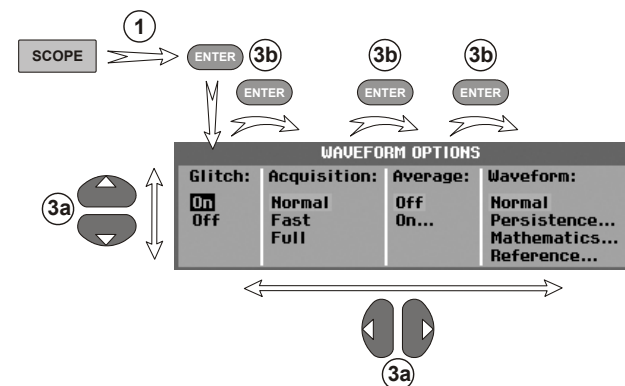 1
SCOPE
ENTER 3b 3b 3b
ENTER ENTER ENTER
WAVEFORM OPTIONS
Glitch: Acquisition: Average: Waveform:
3a On Normal Off Normal
Off Fast On... Persistence...
Full Mathematics...
Reference...
3a